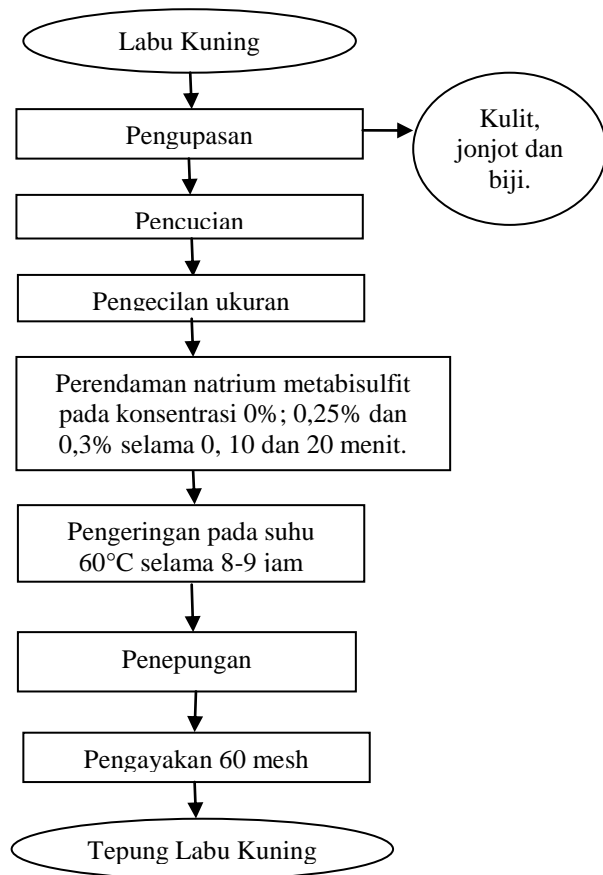 Labu Kuning
Pengupasan
Kulit,
jonjot dan
biji.
Pencucian
Pengecilan ukuran
Perendaman natrium metabisulfit
pada konsentrasi 0%; 0,25% dan
0,3% selama 0, 10 dan 20 menit.
Pengeringan pada suhu
60°C selama 8-9 jam
Penepungan
Pengayakan 60 mesh
Tepung Labu Kuning